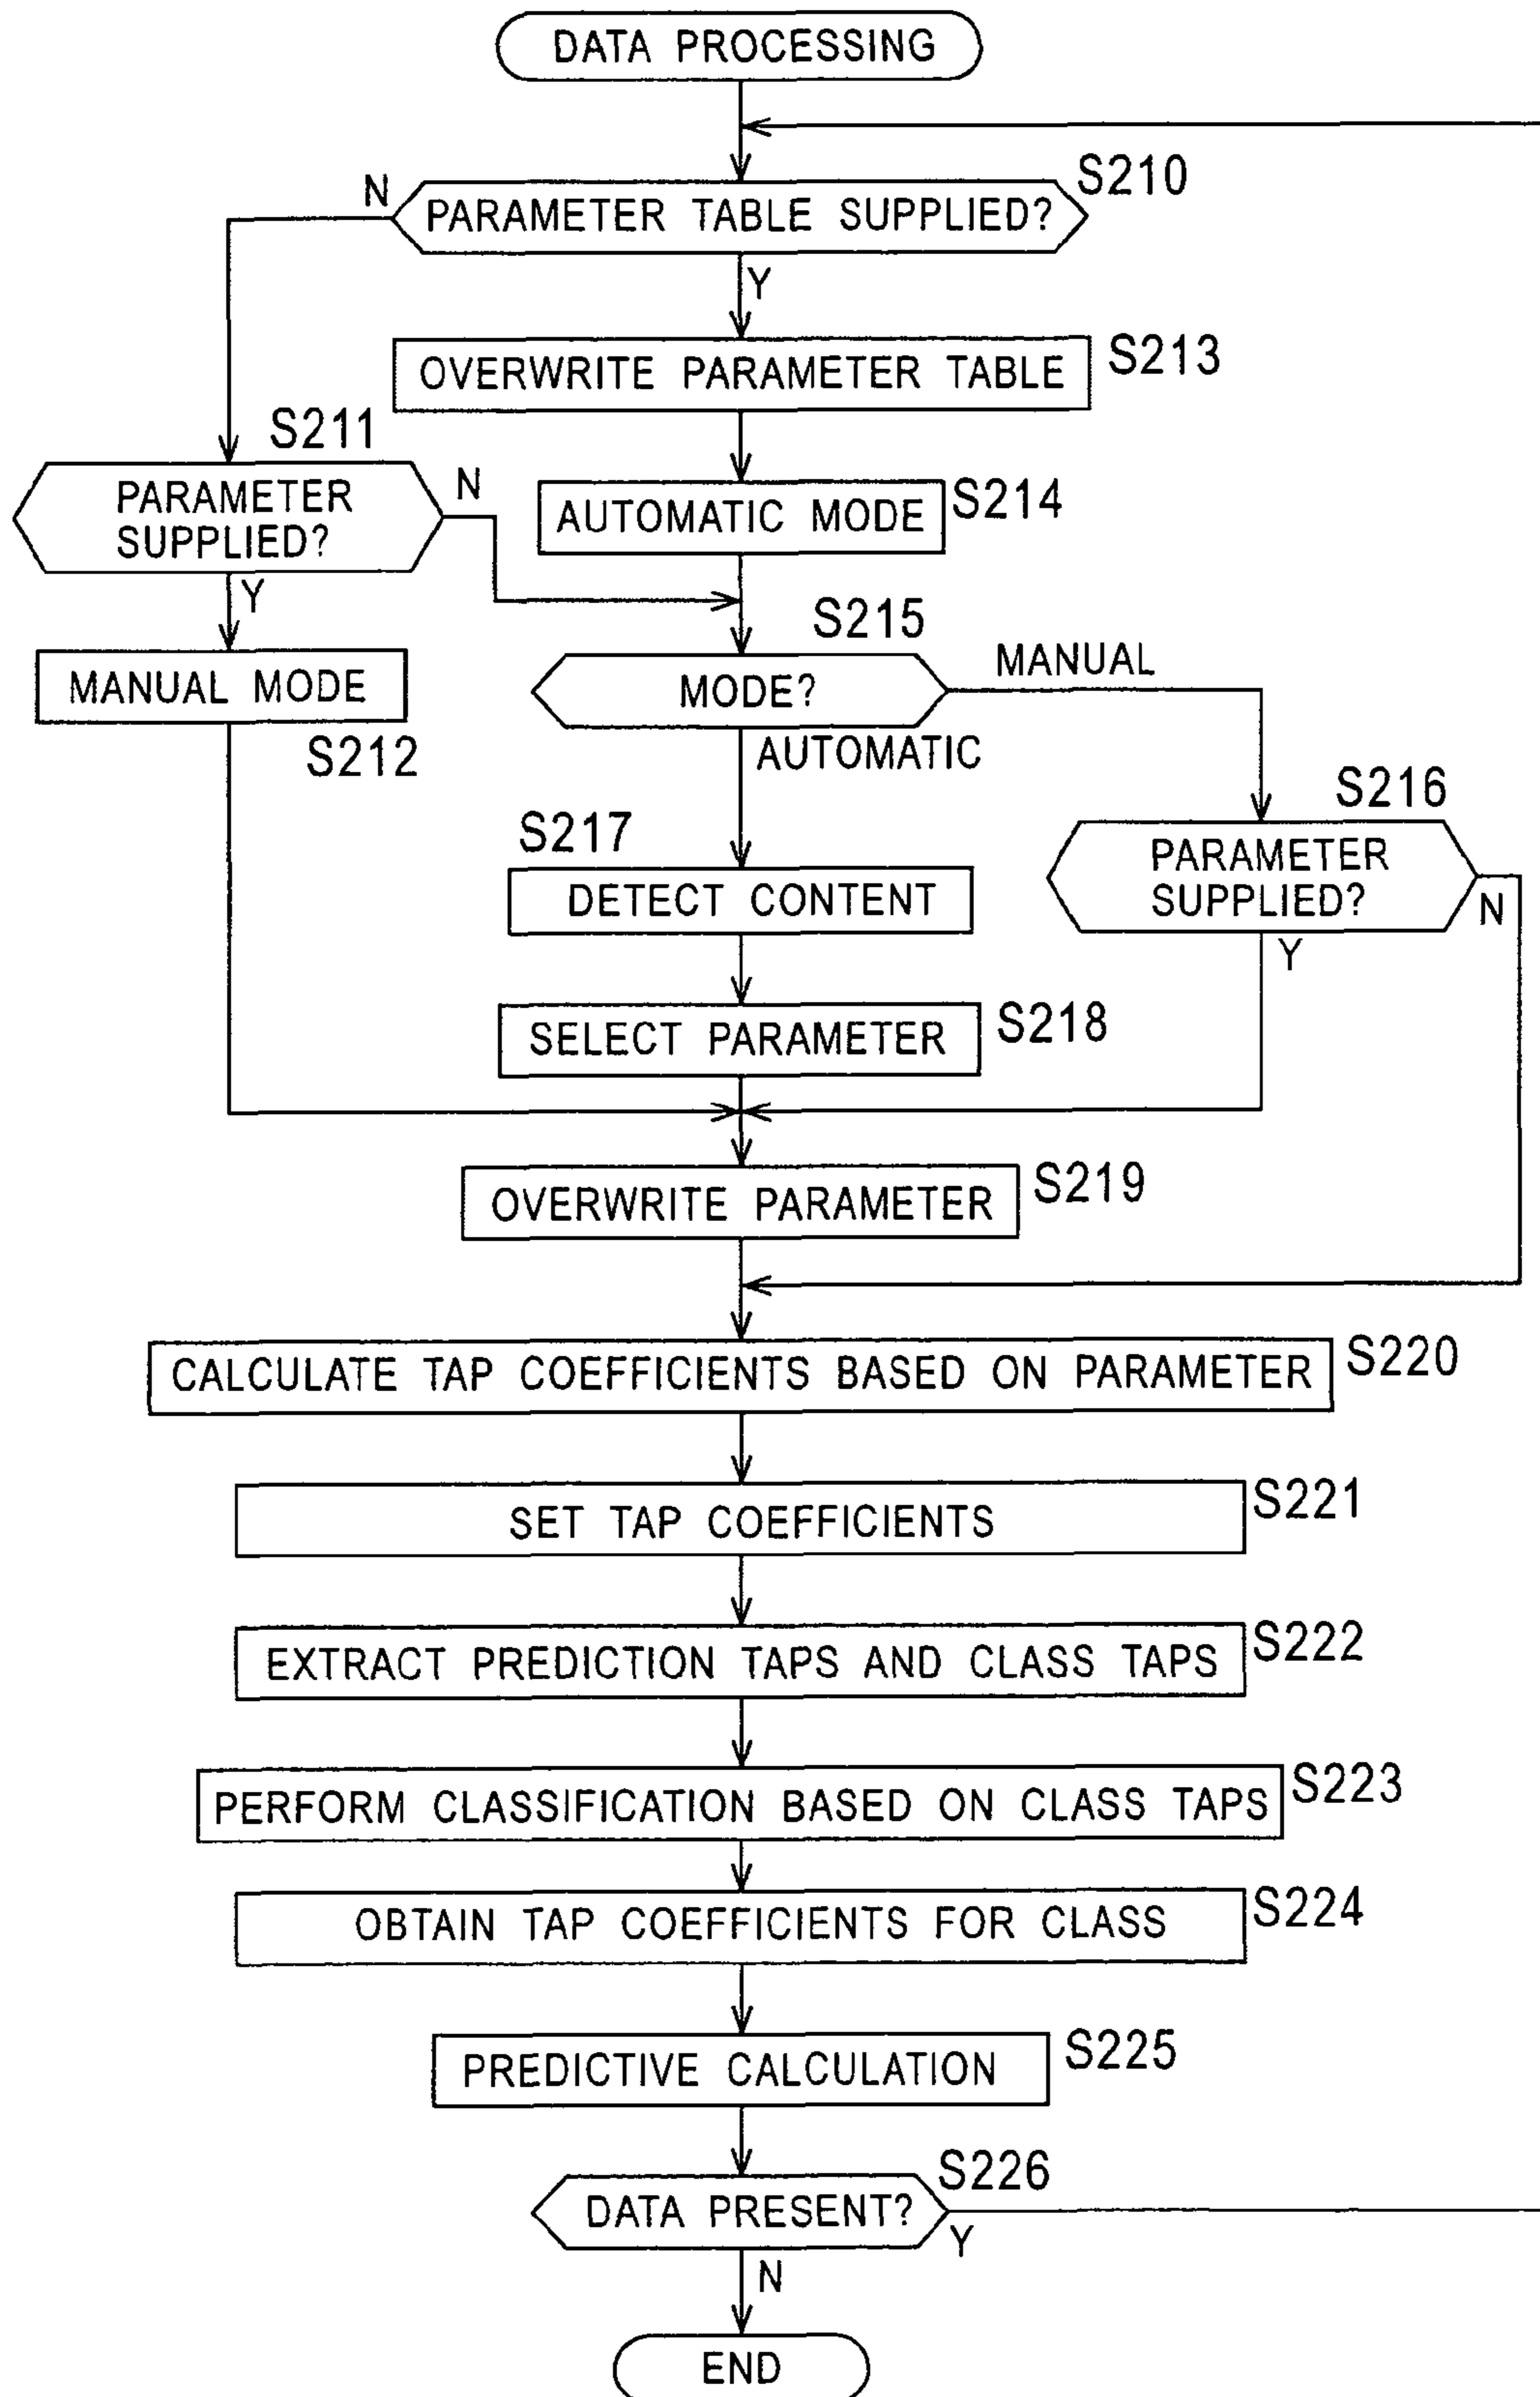 DATA PROCESSING
S210
N
PARAMETER TABLE SUPPLIED?
Y
OVERWRITE PARAMETER TABLE
S213
S211
PARAMETER
SUPPLIED?
N
Y
AUTOMATIC MODE
S214
MANUAL MODE
S212
S215
MODE?
MANUAL
AUTOMATIC
S216
PARAMETER
SUPPLIED?
N
Y
S217
DETECT CONTENT
SELECT PARAMETER
S218
OVERWRITE PARAMETER
S219
CALCULATE TAP COEFFICIENTS BASED ON PARAMETER
S220
SET TAP COEFFICIENTS
S221
EXTRACT PREDICTION TAPS AND CLASS TAPS
S222
PERFORM CLASSIFICATION BASED ON CLASS TAPS
S223
OBTAIN TAP COEFFICIENTS FOR CLASS
S224
PREDICTIVE CALCULATION
S225
S226
DATA PRESENT?
Y
N
END